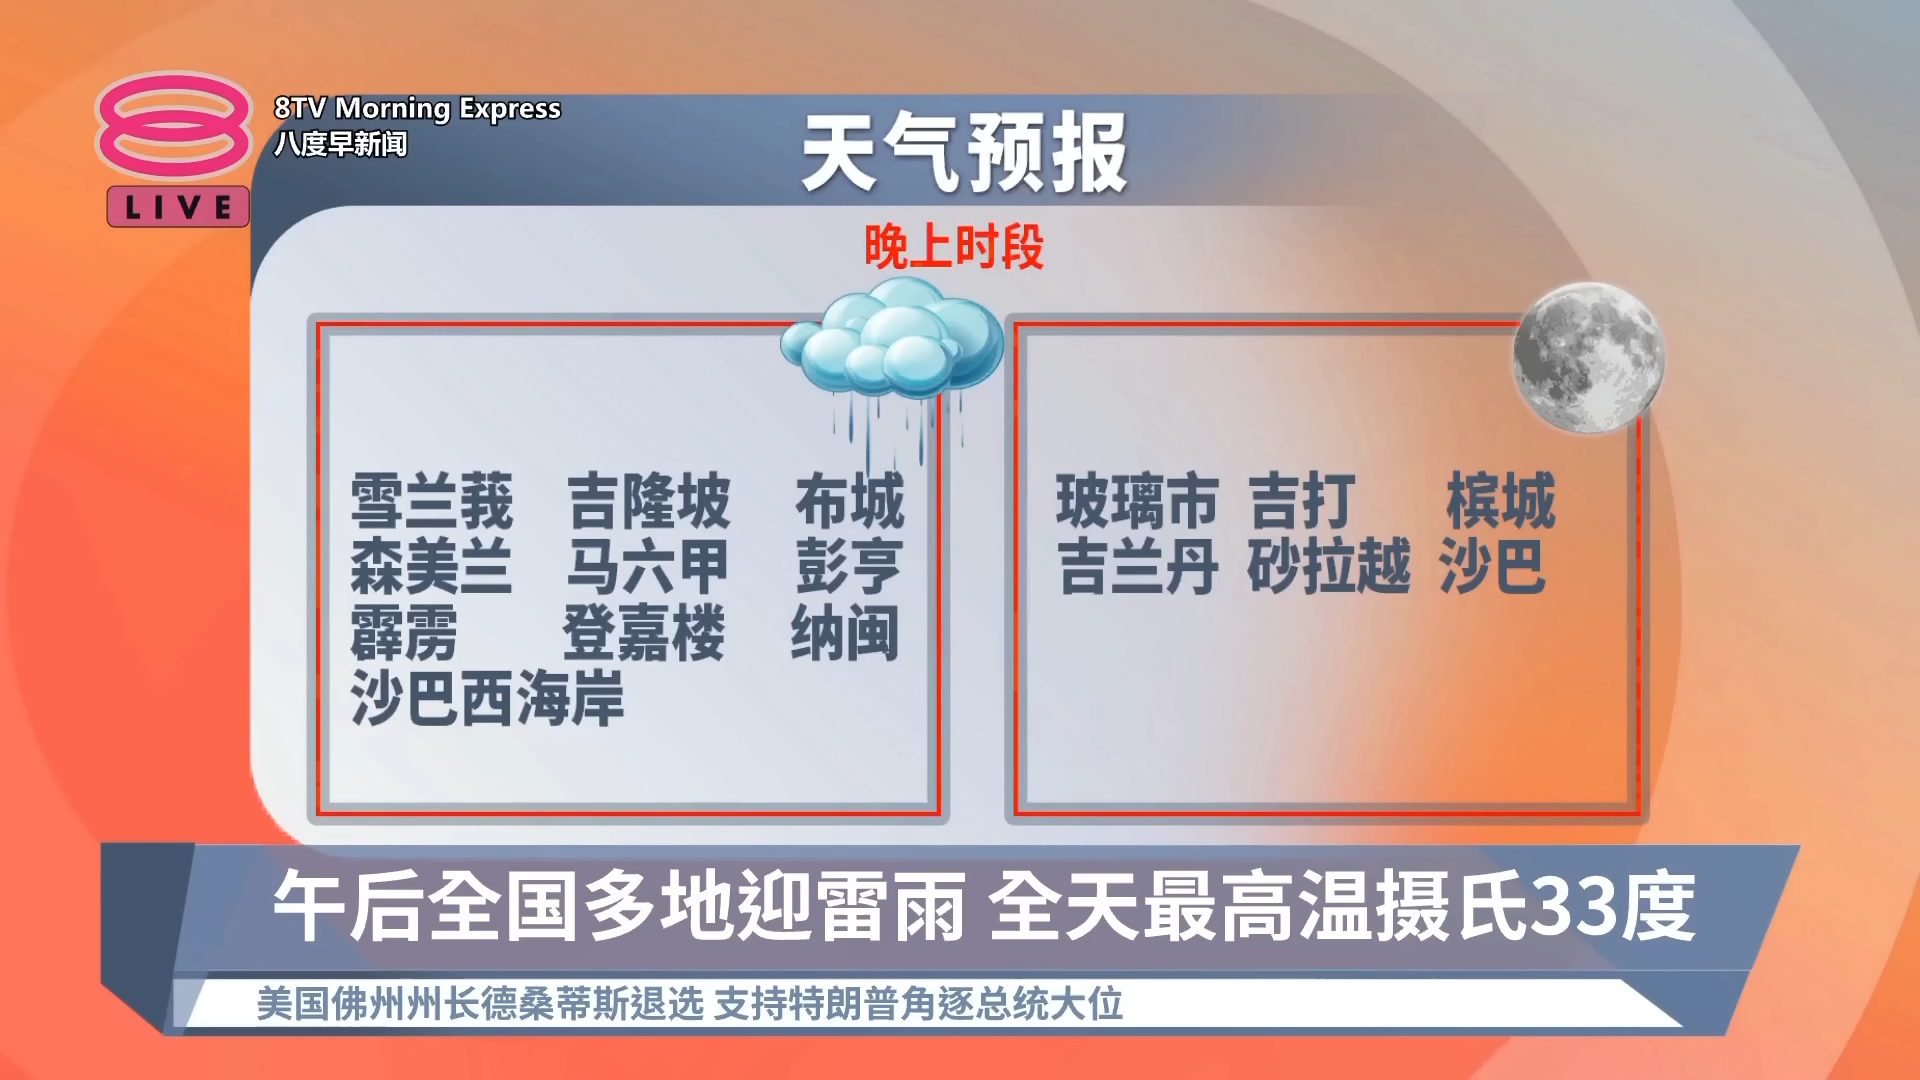 8TV Morning Express
八度早新闻
LIVE
天气预报
晚上时段
雪兰莪 吉隆坡 布城
森美兰 马六甲 彭亨
霹雳 登嘉楼 纳闽
沙巴西海岸
玻璃市 吉打 槟城
吉兰丹 砂拉越 沙巴
午后全国多地迎雷雨 全天最高温摄氏33度
美国佛州州长德桑蒂斯退选 支持特朗普角逐总统大位